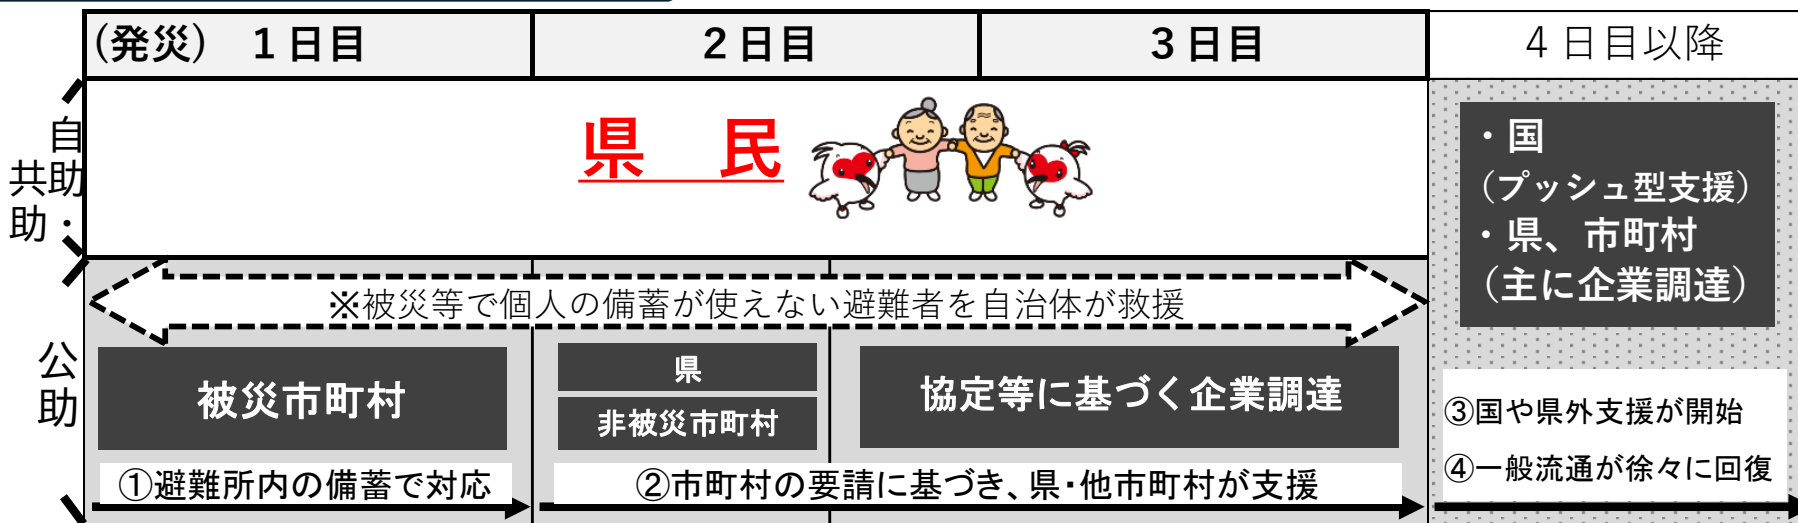 (発災) 1日目
2日目
3日目
4日目以降
自助・
共助
県 民
・国
（プッシュ型支援）
・県、市町村
（主に企業調達）
※被災等で個人の備蓄が使えない避難者を自治体が救援
公助
被災市町村
県
非被災市町村
協定等に基づく企業調達
①避難所内の備蓄で対応
②市町村の要請に基づき、県・他市町村が支援
③国や県外支援が開始
④一般流通が徐々に回復